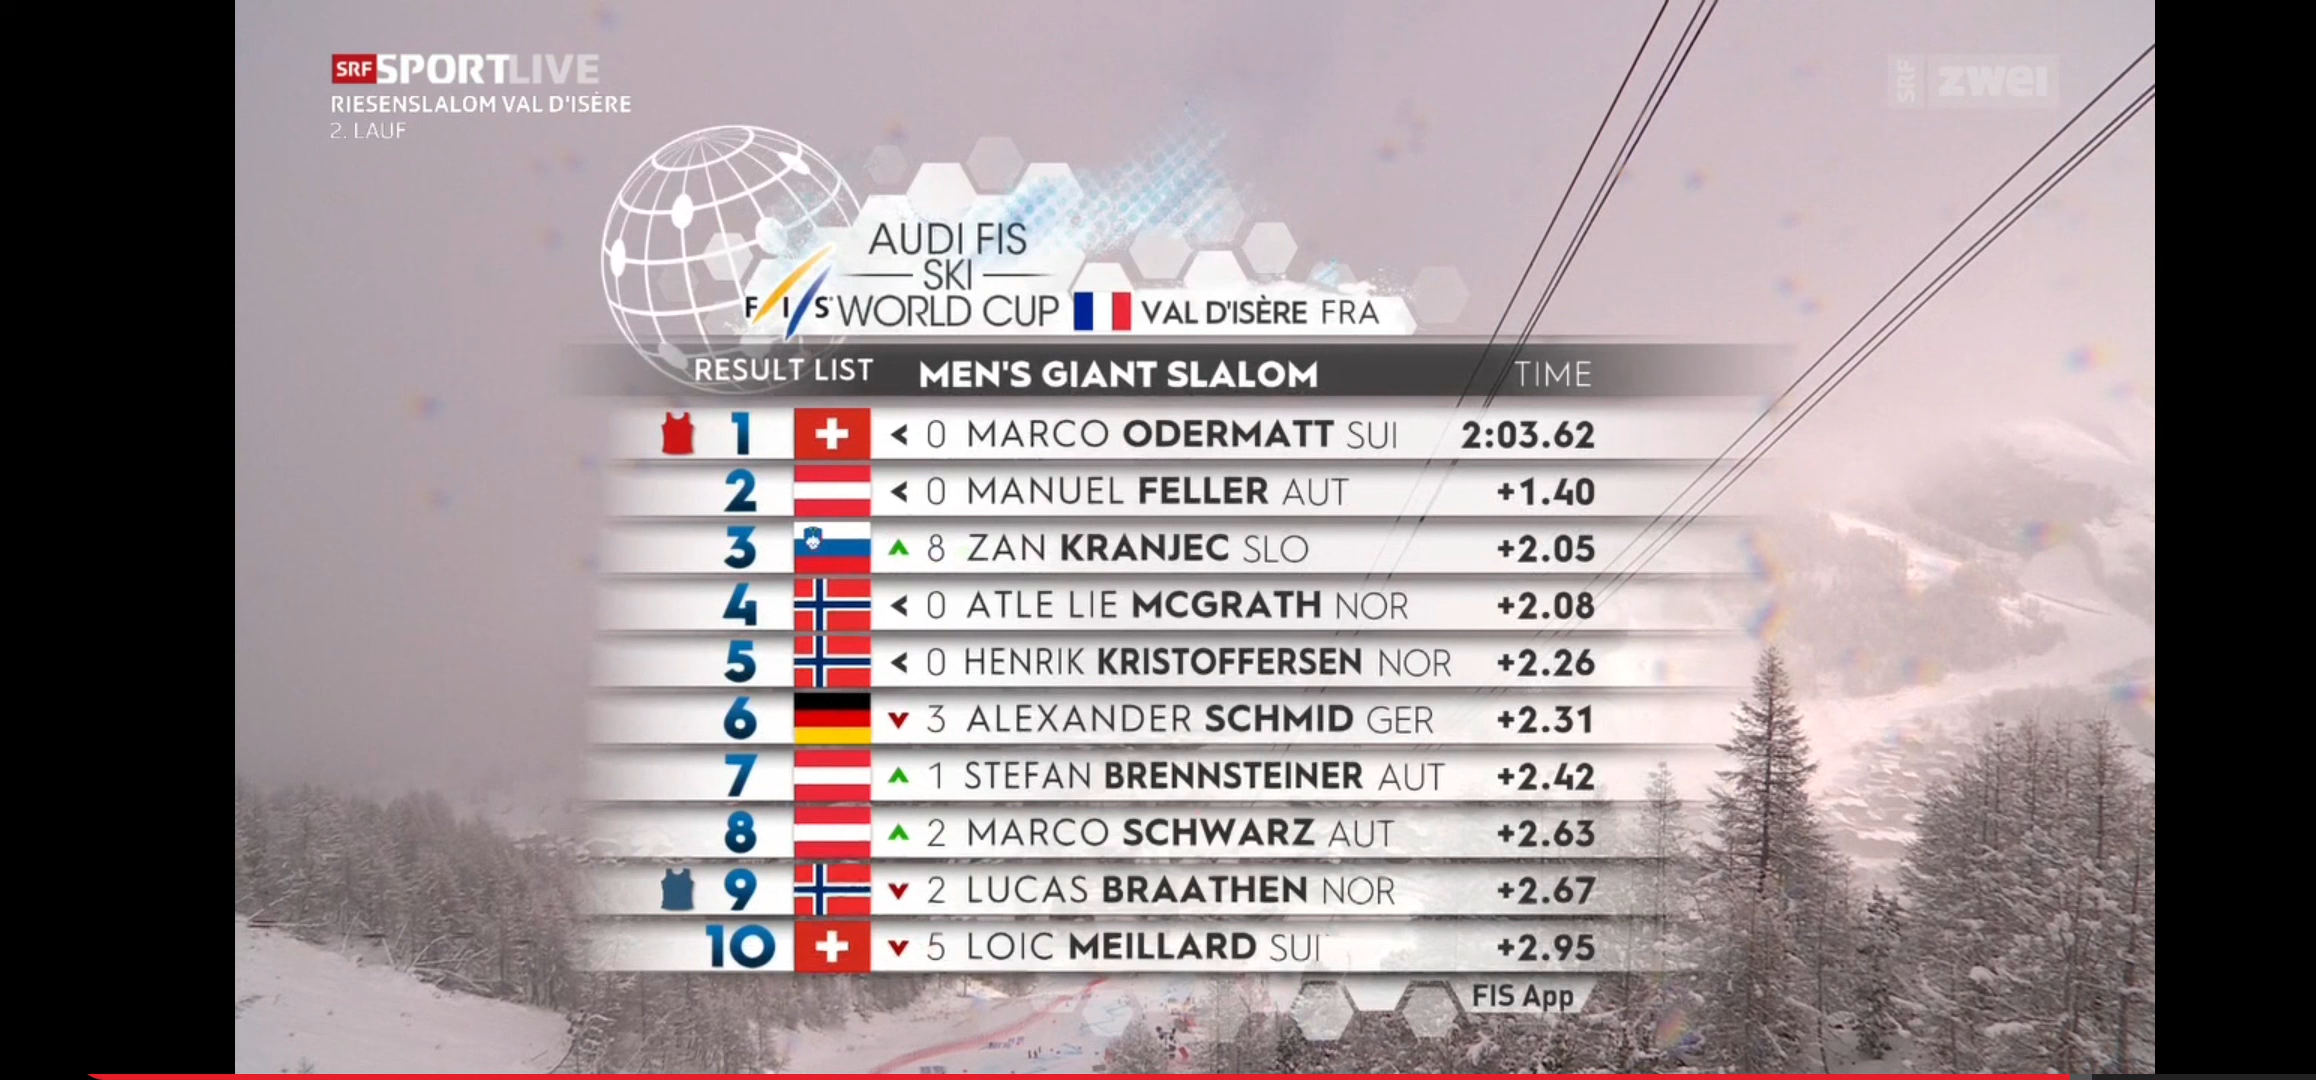 SRF SPORTLIVE
RIESENSLALOM VAL D'ISÈRE
2. LAUF
SRF zwei
AUDI FIS
SKI
FIS WORLD CUP VAL D'ISÈRE FRA
RESULT LIST MEN'S GIANT SLALOM TIME
1 < 0 MARCO ODERMATT SUI 2:03.62
2 < 0 MANUEL FELLER AUT +1.40
3 8 ZAN KRANJEC SLO +2.05
4 < 0 ATLE LIE MCGRATH NOR +2.08
5 < 0 HENRIK KRISTOFFERSEN NOR +2.26
6 3 ALEXANDER SCHMID GER +2.31
7 1 STEFAN BRENNSTEINER AUT +2.42
8 2 MARCO SCHWARZ AUT +2.63
9 2 LUCAS BRAATHEN NOR +2.67
10 5 LOIC MEILLARD SUI +2.95
FIS App